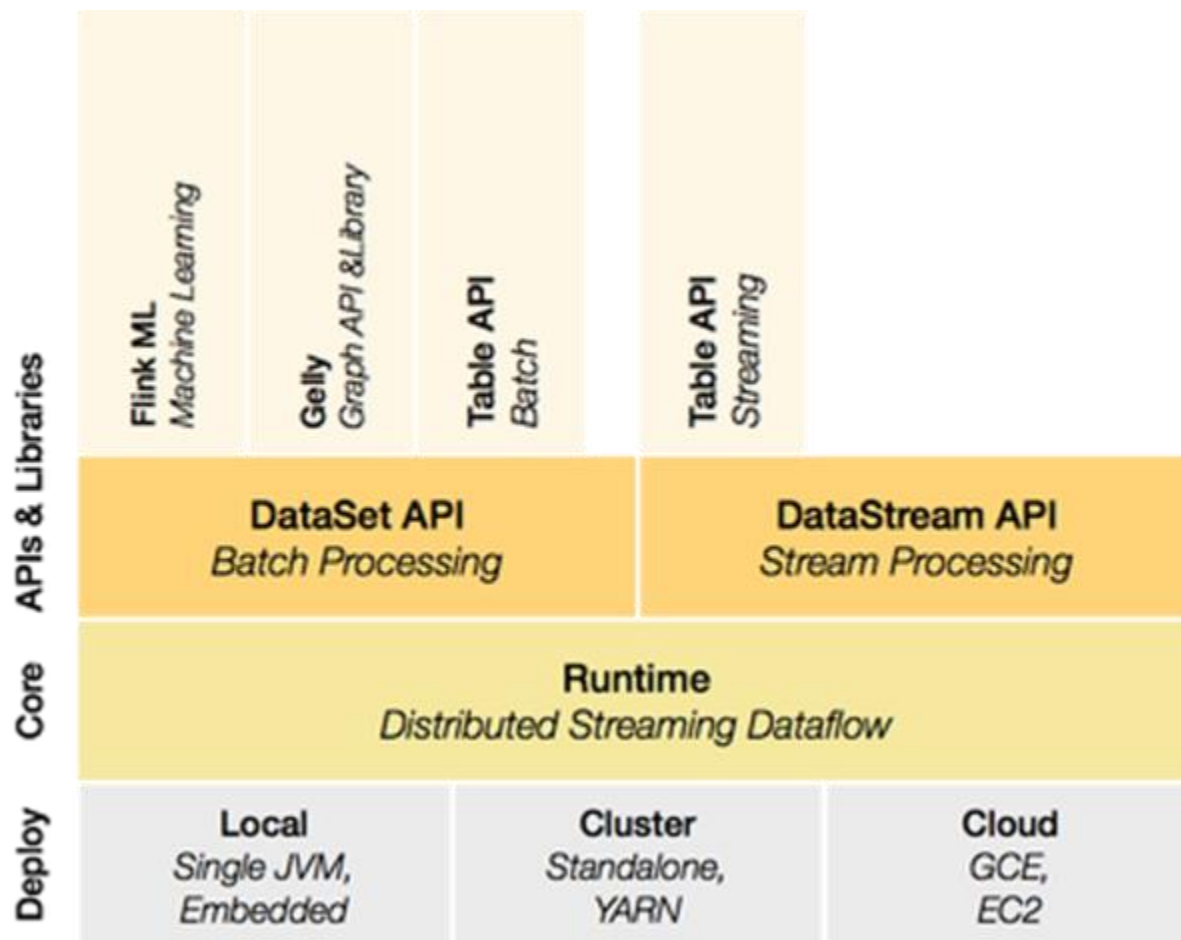 Flink ML
Machine Learning
Gelly
Graph API &Library
Table API
Batch
Table API
Streaming
APIs & Libraries
DataSet API
Batch Processing
DataStream API
Stream Processing
Core
Runtime
Distributed Streaming Dataflow
Deploy
Local
Single JVM,
Embedded
Cluster
Standalone,
YARN
Cloud
GCE,
EC2